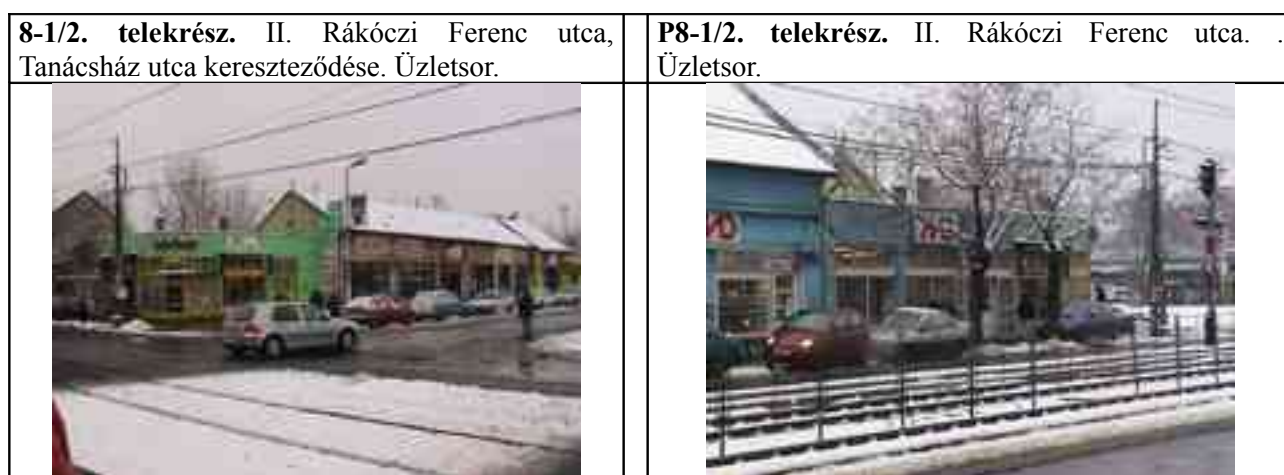 8-1/2. telekrész. II. Rákóczi Ferenc utca,
Tanácsház utca kereszteződése. Üzletsor.
P8-1/2. telekrész. II. Rákóczi Ferenc utca. .
Üzletsor.